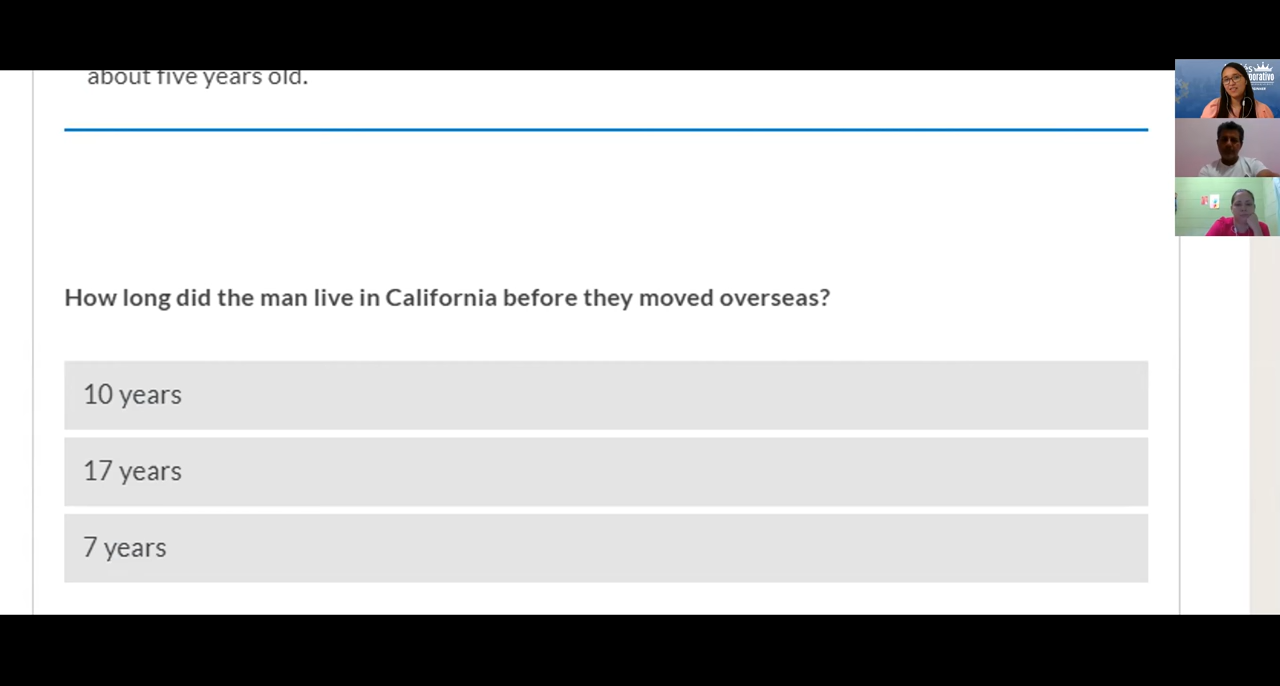 about five years old.
How long did the man live in California before they moved overseas?
10 years
17 years
7 years